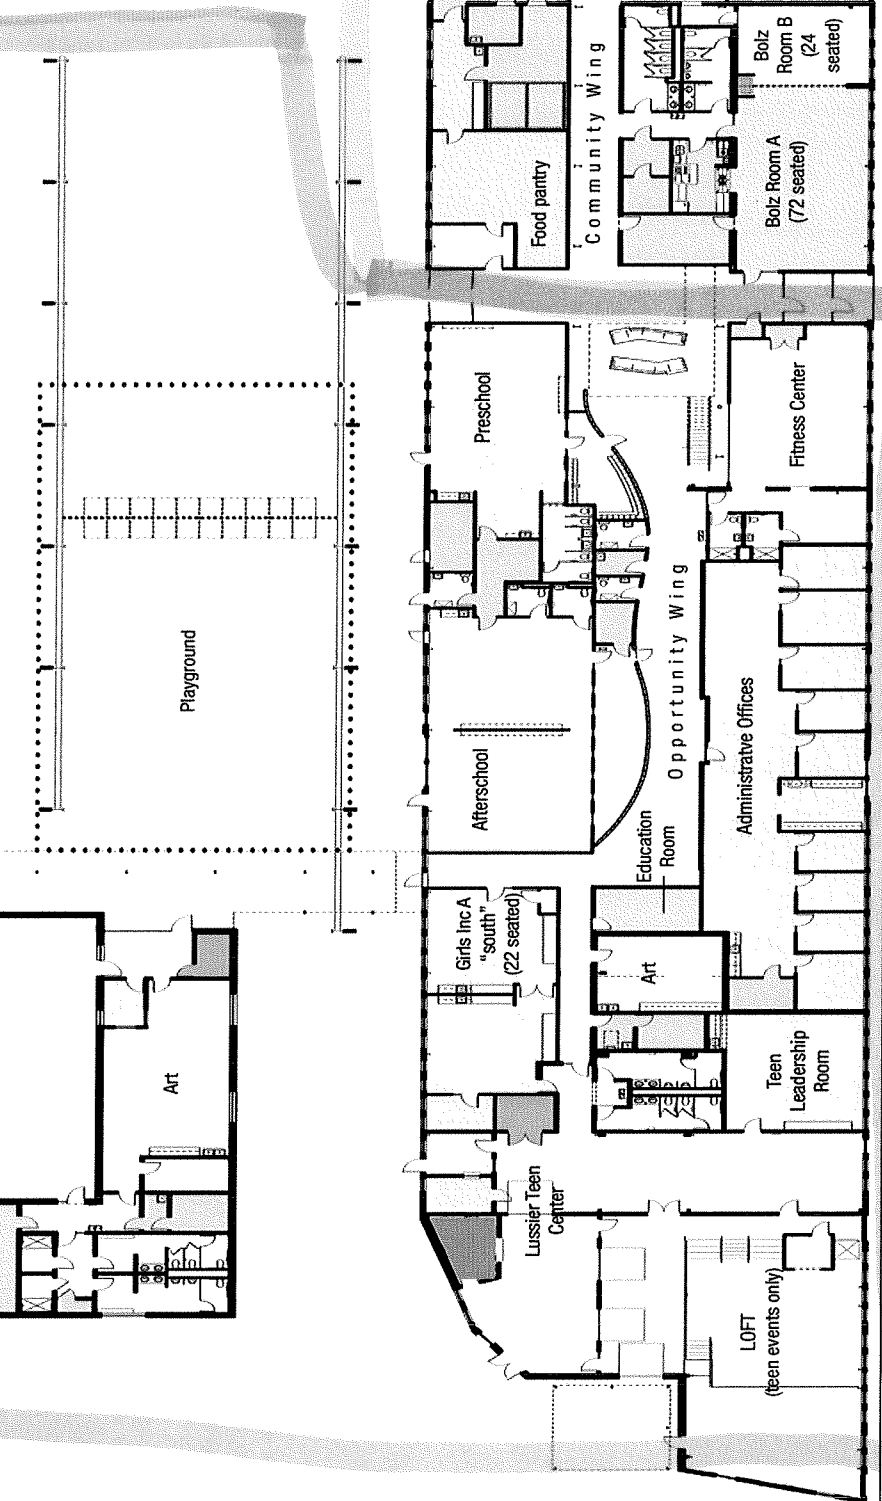 Bolz
Room B
(24
seated)
Community Wing
Bolz Room A
(72 seated)
Food pantry
Preschool
Fitness Center
Playground
Opportunity Wing
Afterschool
Administratve Offices
Education
Room
Girls Inc A
"south"
(22 seated)
Art
Art
Teen
Leadership
Room
Lussier Teen
Center
LOFT
(teen events only)